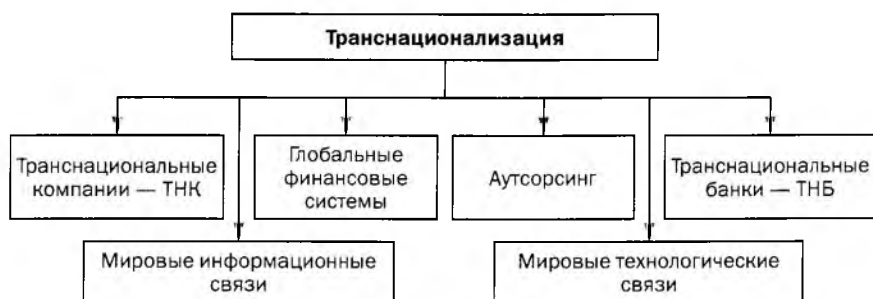 Транснационализация
Транснациональные
компании — ТНК
Глобальные
финансовые
системы
Аутсорсинг
Транснациональные
банки — ТНБ
Мировые информационные
связи
Мировые технологические
связи